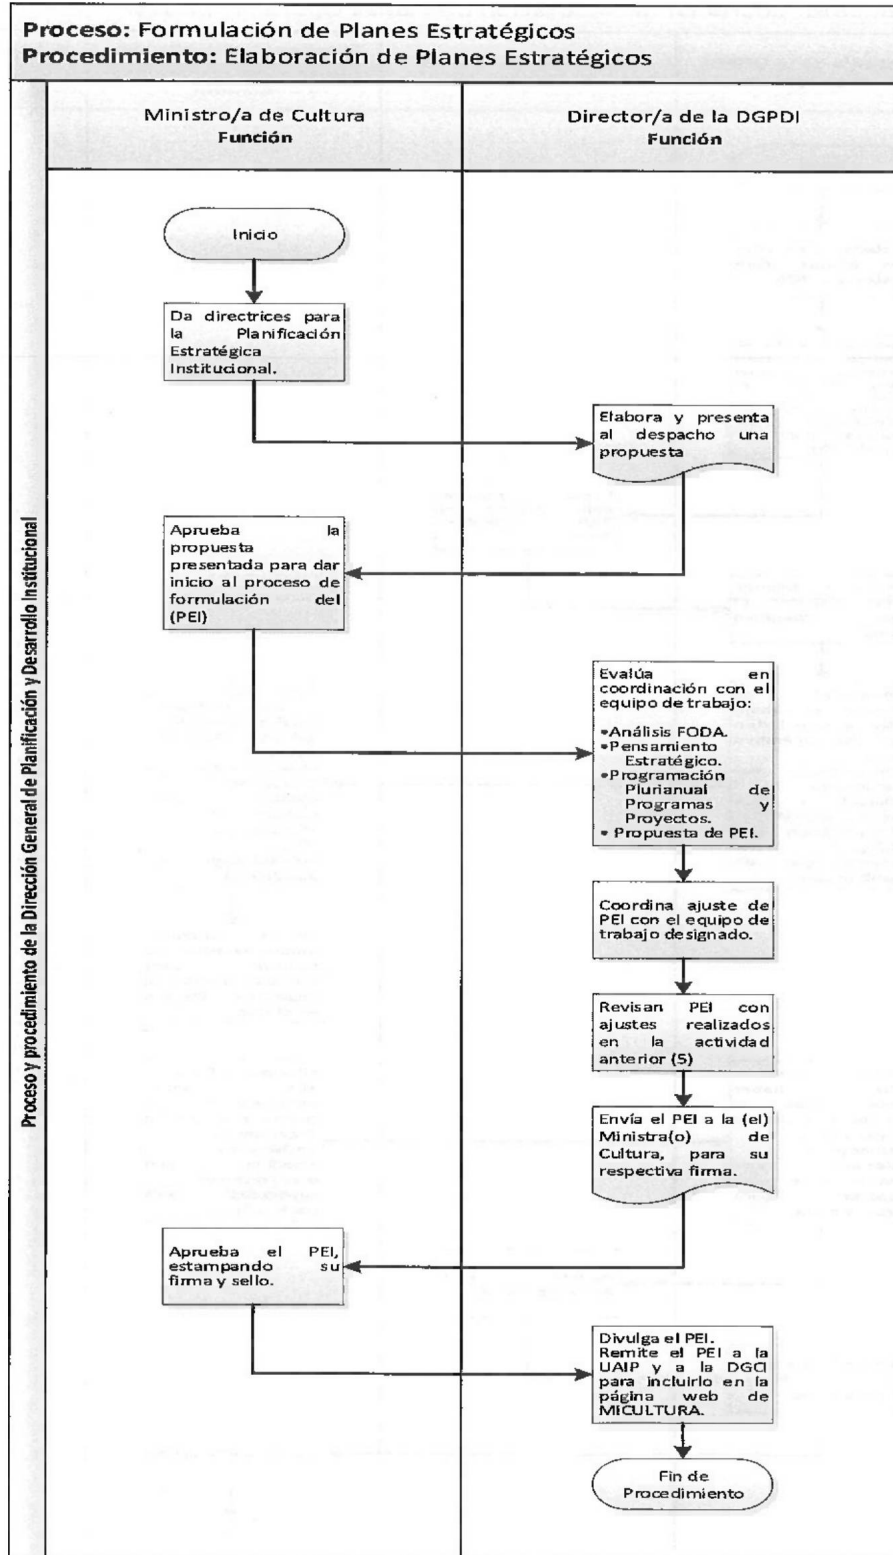 Proceso: Formulación de Planes Estratégicos
Procedimiento: Elaboración de Planes Estratégicos
Proceso y procedimiento de la Dirección General de Planificación y Desarrollo Institucional
Ministro/a de Cultura
Función
Director/a de la DGPDI
Función
Inicio
Da directrices para
la Planificación
Estratégica
Institucional.
Elabora y presenta
al despacho una
propuesta
Aprueba la
propuesta
presentada para dar
inicio al proceso de
formulación del
(PEI)
Evalúa en
coordinación con el
equipo de trabajo:
•Análisis FODA.
•Pensamiento
Estratégico.
•Programación
Plurianual de
Programas y
Proyectos.
• Propuesta de PEI.
Coordina ajuste de
PEI con el equipo de
trabajo designado.
Revisan PEI con
ajustes realizados
en la actividad
anterior (5)
Envía el PEI a la (el)
Ministra(o) de
Cultura, para su
respectiva firma.
Aprueba el PEI,
estampando su
firma y sello.
Divulga el PEI.
Remite el PEI a la
UAIP y a la DGCI
para incluirlo en la
página web de
MICULTURA.
Fin de
Procedimiento